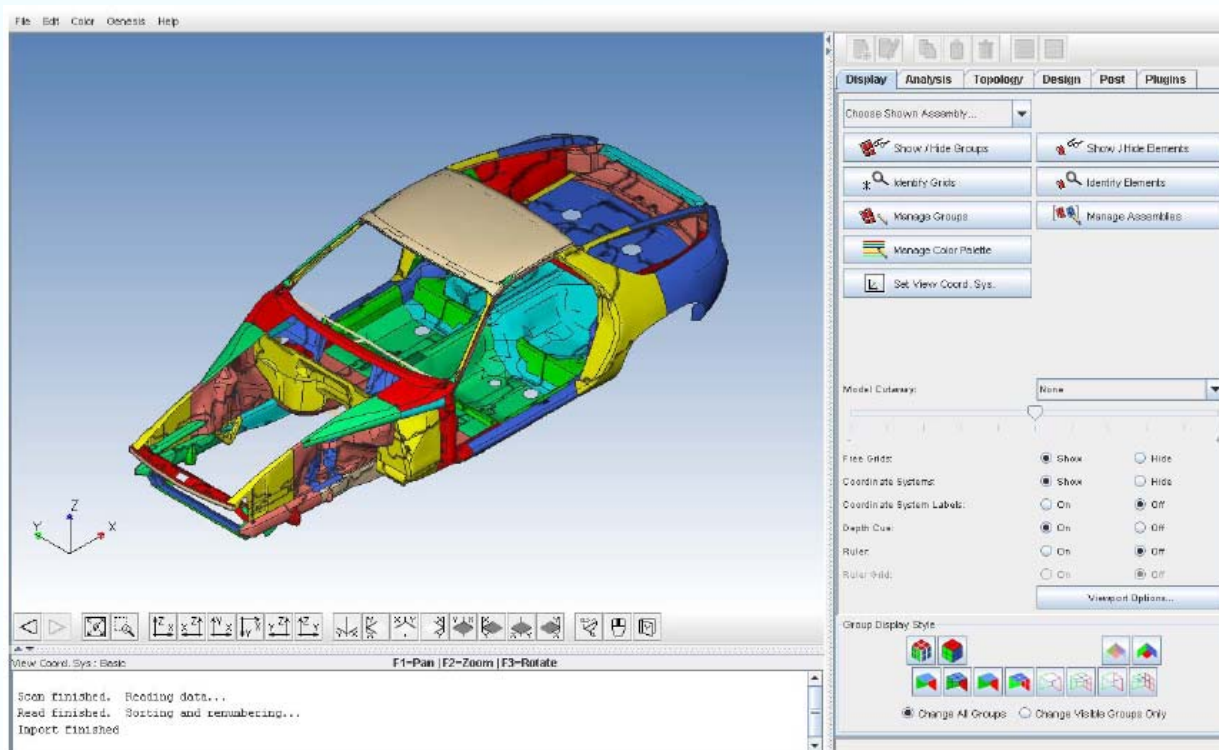 File Edit Color Genesis Help
Display Analysis Topology Design Post Plugins
Choose Shown Assembly...
Show / Hide Groups Show / Hide Elements
Identify Grids Identify Elements
Manage Groups Manage Assemblies
Manage Color Palette
Set View Coord. Sys.
Model Cutaway: None
Free Grids: Show Hide
Coordinate Systems: Show Hide
Coordinate System Labels: On Off
Depth Cue: On Off
Ruler: On Off
Ruler Grid: On Off
Viewport Options...
Group Display Style
Change All Groups Change Visible Groups Only
Z
Y X
View Coord. Sys : Basic F1=Pan | F2=Zoom | F3=Rotate
Scan finished. Reading data...
Read finished. Sorting and renumbering...
Import finished